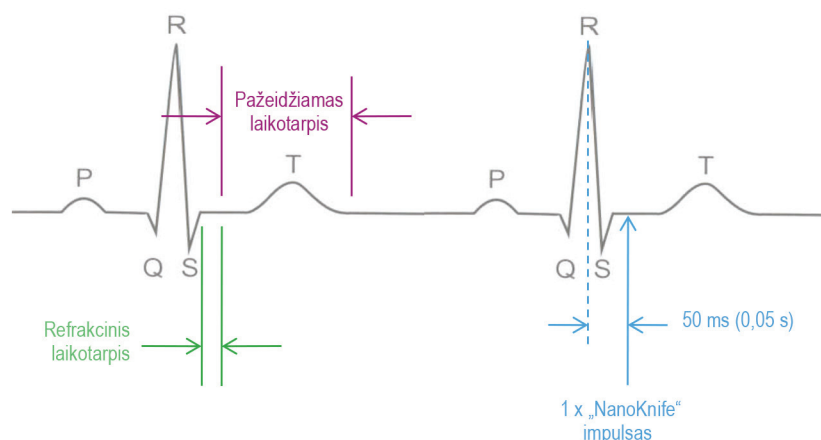 R
R
Pažeidžiamas
laikotarpis
P
T
P
T
Q
S
Q
S
Refrakcinis
laikotarpis
50 ms (0,05 s)
1 x „NanoKnife“
impulsas